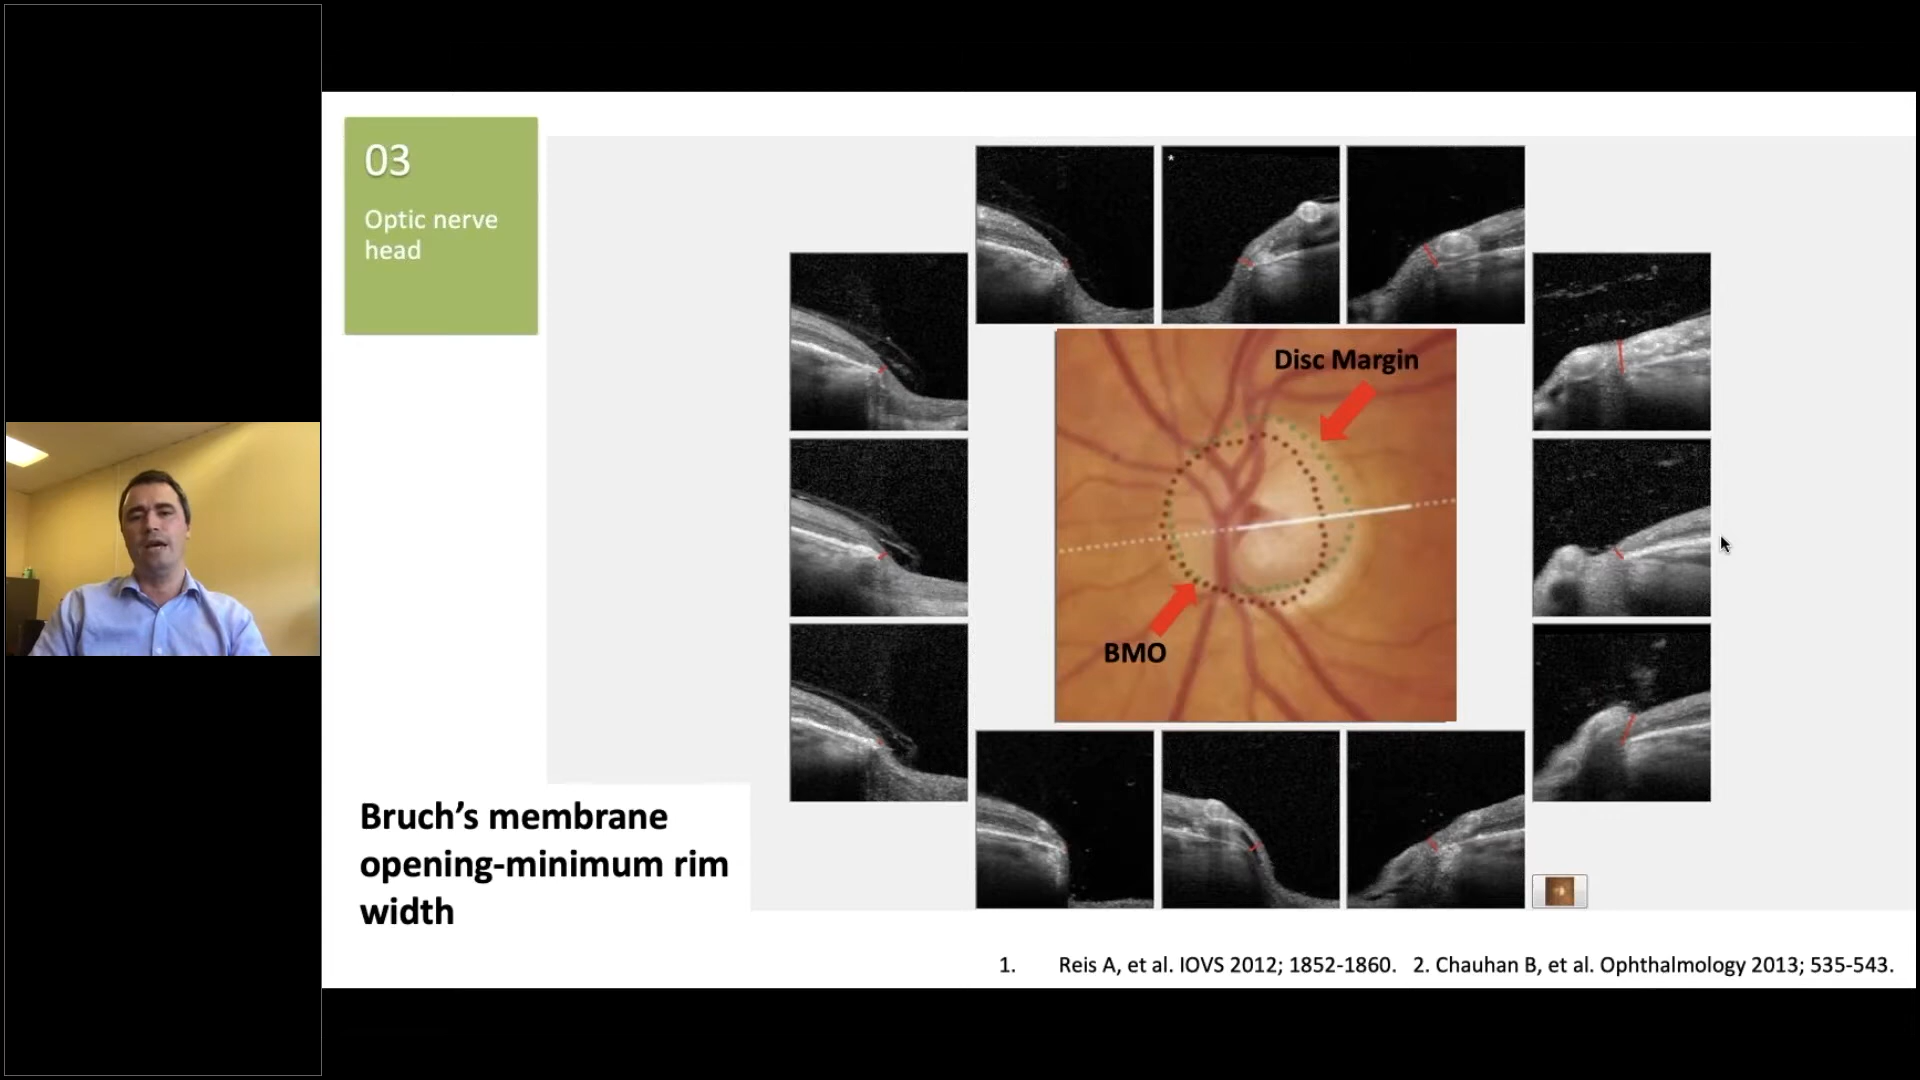 03
Optic nerve
head
*
Disc Margin
BMO
Bruch’s membrane
opening-minimum rim
width
1. Reis A, et al. IOVS 2012; 1852-1860. 2. Chauhan B, et al. Ophthalmology 2013; 535-543.